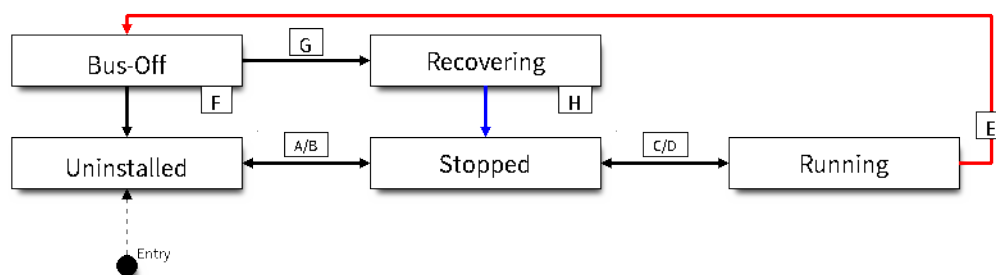 G
Bus-Off
Recovering
F
H
E
A/B
C/D
Uninstalled
Stopped
Running
Entry